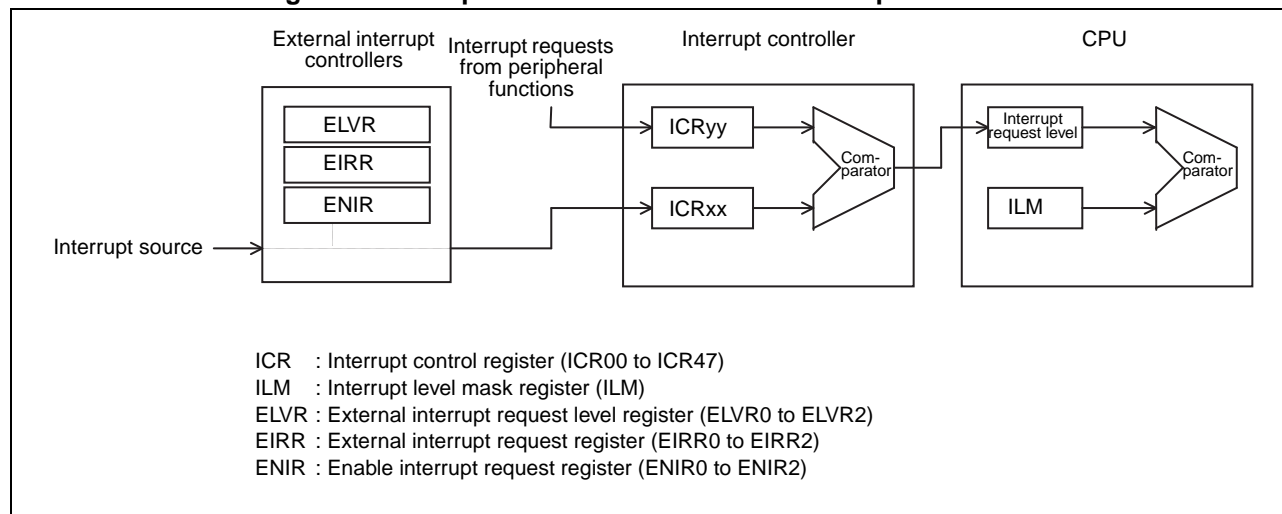 External interrupt
controllers
Interrupt requests
from peripheral
functions
Interrupt controller
CPU
ELVR
EIRR
ENIR
Interrupt source
ICRyy
ICRxx
Com-
parator
Interrupt
request level
ILM
Com-
parator
ICR : Interrupt control register (ICR00 to ICR47)
ILM : Interrupt level mask register (ILM)
ELVR : External interrupt request level register (ELVR0 to ELVR2)
EIRR : External interrupt request register (EIRR0 to EIRR2)
ENIR : Enable interrupt request register (ENIR0 to ENIR2)